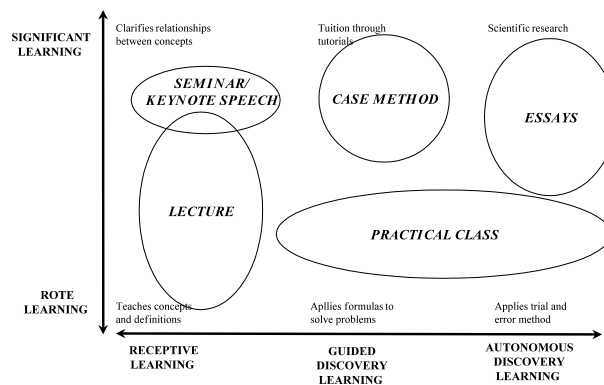 SIGNIFICANT
LEARNING
Clarifies relationships
between concepts
Tuition through
tutorials
Scientific research
SEMINAR/
KEYNOTE SPEECH
CASE METHOD
ESSAYS
LECTURE
PRACTICAL CLASS
ROTE
LEARNING
Teaches concepts
and definitions
Apllies formulas to
solve problems
Applies trial and
error method
RECEPTIVE
LEARNING
GUIDED
DISCOVERY
LEARNING
AUTONOMOUS
DISCOVERY
LEARNING